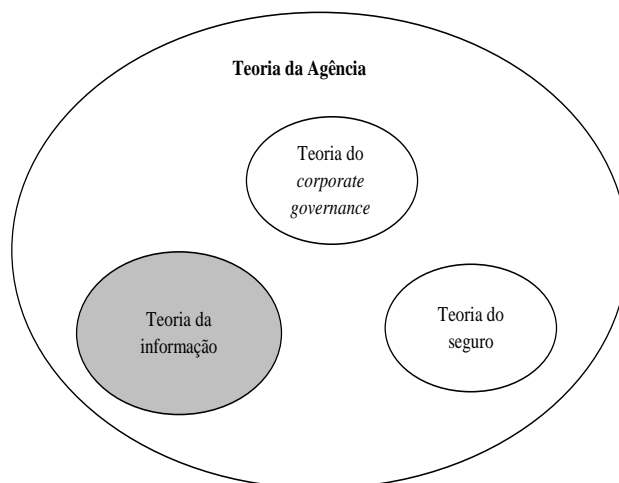 Teoria da Agência
Teoria do
corporate
governance
Teoria da
informação
Teoria do
seguro